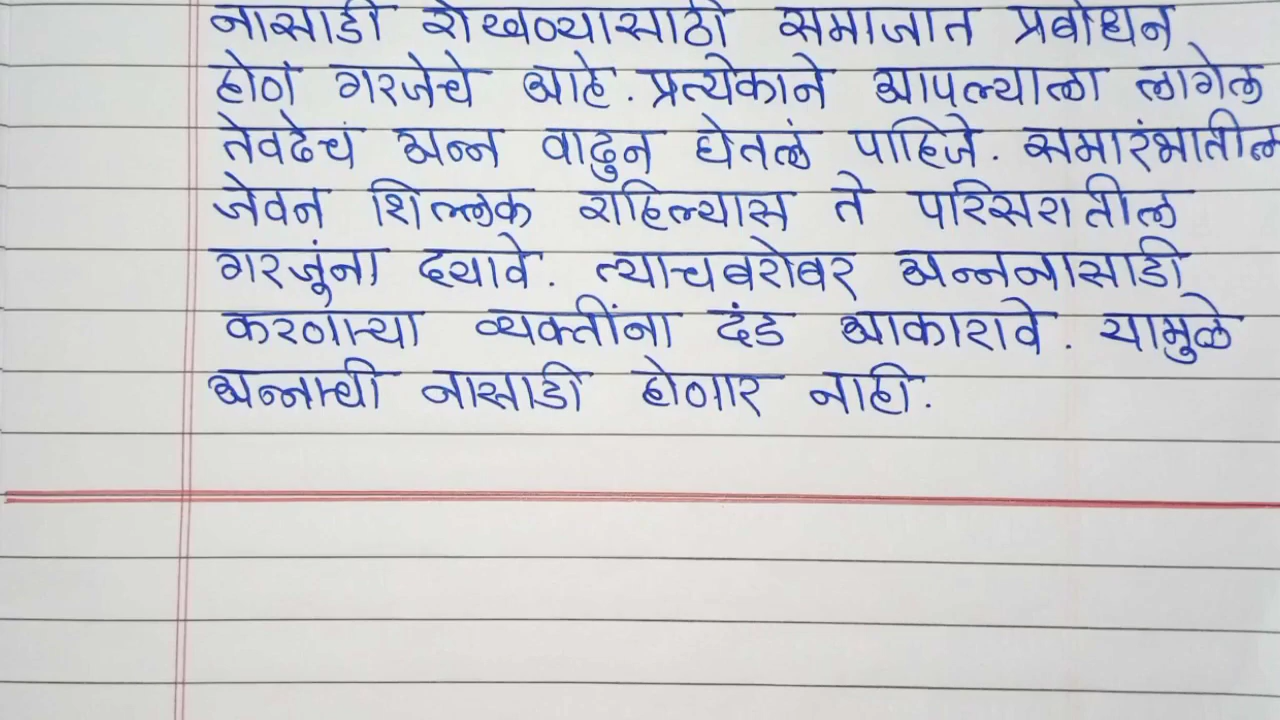 नासाडी रोखण्यासाठी समाजात प्रबोधन
होणं गरजेचे आहे. प्रत्येकाने आपल्याला लागेल
तेवढेच अन्न वाढुन घेतलं पाहिजे. समारंभातील
जेवन शिल्लक राहिल्यास ते परिसरातील
गरजूंना द्यावे. त्याचबरोबर अन्ननासाडी
करणाऱ्या व्यक्तींना दंड आकारावे. यामुळे
अन्नाची नासाडी होणार नाही.